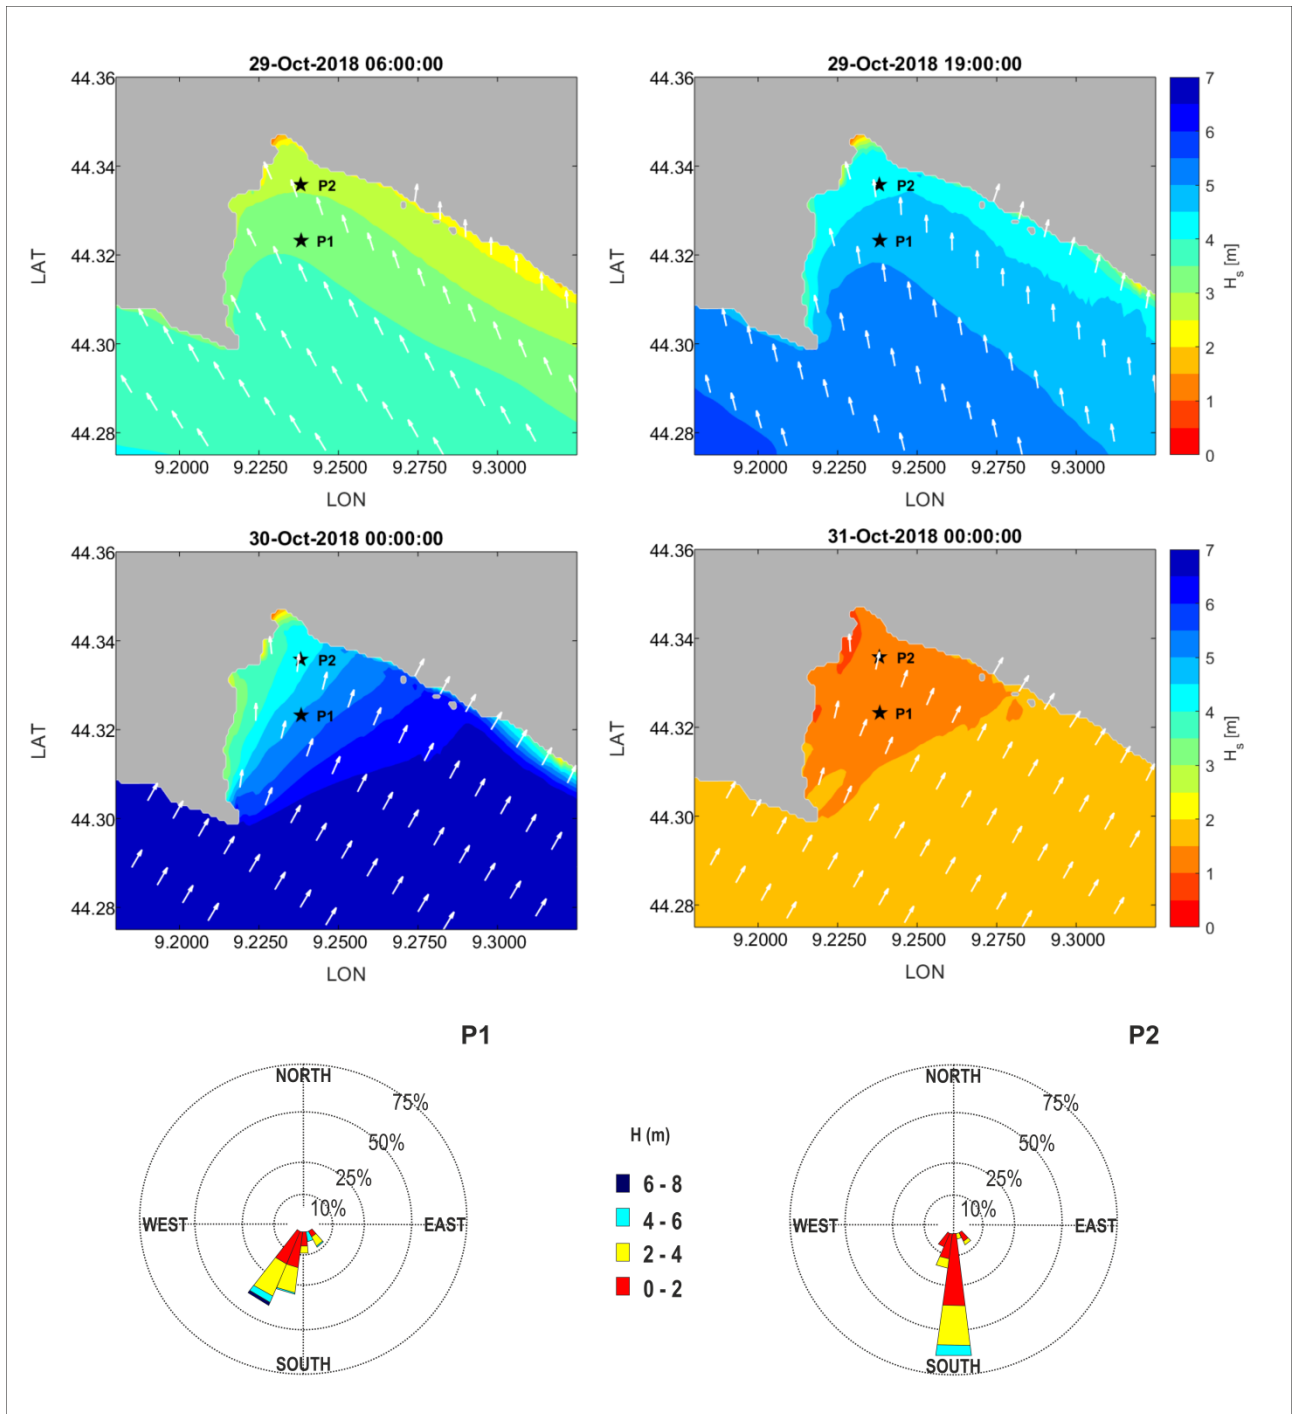 29-Oct-2018 06:00:00
44.36
44.34
44.32
44.30
44.28
LAT
P2
P1
9.2000 9.2250 9.2500 9.2750 9.3000
LON
29-Oct-2018 19:00:00
44.36
44.34
44.32
44.30
44.28
LAT
P2
P1
9.2000 9.2250 9.2500 9.2750 9.3000
LON
7
6
5
4
3
2
1
0
Hs [m]
30-Oct-2018 00:00:00
44.36
44.34
44.32
44.30
44.28
LAT
P2
P1
9.2000 9.2250 9.2500 9.2750 9.3000
LON
31-Oct-2018 00:00:00
44.36
44.34
44.32
44.30
44.28
LAT
P2
P1
9.2000 9.2250 9.2500 9.2750 9.3000
LON
7
6
5
4
3
2
1
0
Hs [m]
P1
NORTH
75%
50%
25%
10%
WEST
EAST
SOUTH
H (m)
6 - 8
4 - 6
2 - 4
0 - 2
P2
NORTH
75%
50%
25%
10%
WEST
EAST
SOUTH